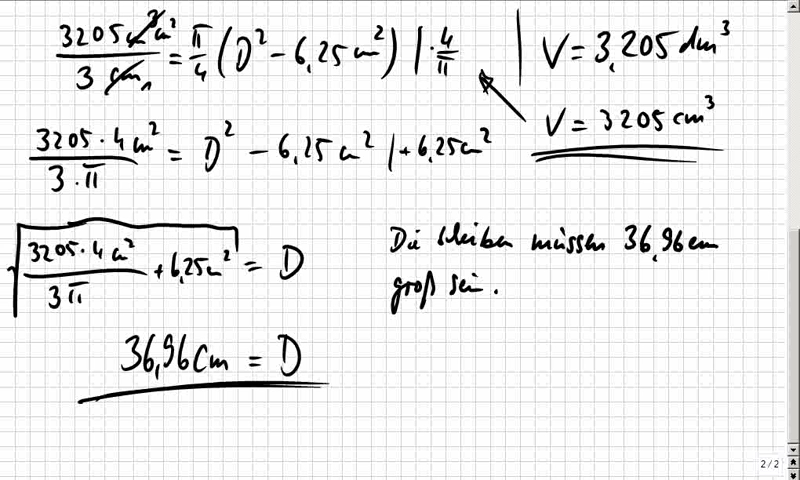 3205 cm³ / 3 cm = π/4 (D² - 6,25 cm²) | · 4/π
V = 3,205 dm³
V = 3205 cm³
3205 · 4 cm² / 3 · π = D² - 6,25 cm² | + 6,25 cm²
√(3205 · 4 cm² / 3π + 6,25 cm²) = D
Die Scheiben müssen 36,96 cm
groß sein.
36,96 cm = D
2 / 2